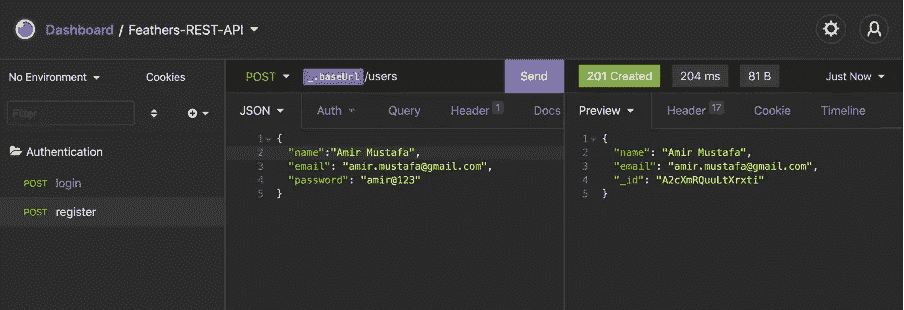 Dashboard / Feathers-REST-API
No Environment
Cookies
Filter
Authentication
POST login
POST register
POST _.baseUrl /users Send
JSON Auth Query Header 1 Docs
1 {
2 "name":"Amir Mustafa",
3 "email": "amir.mustafa@gmail.com",
4 "password": "amir@123"
5 }
201 Created 204 ms 81 B Just Now
Preview Header 17 Cookie Timeline
1 {
2 "name": "Amir Mustafa",
3 "email": "amir.mustafa@gmail.com",
4 "_id": "A2cXmRQuuLtXrxti"
5 }